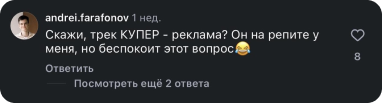 andrei.farafonov 1 нед.
Скажи, трек КУПЕР - реклама? Он на репите у
меня, но беспокоит этот вопрос😂
8
Ответить
Посмотреть ещё 2 ответа